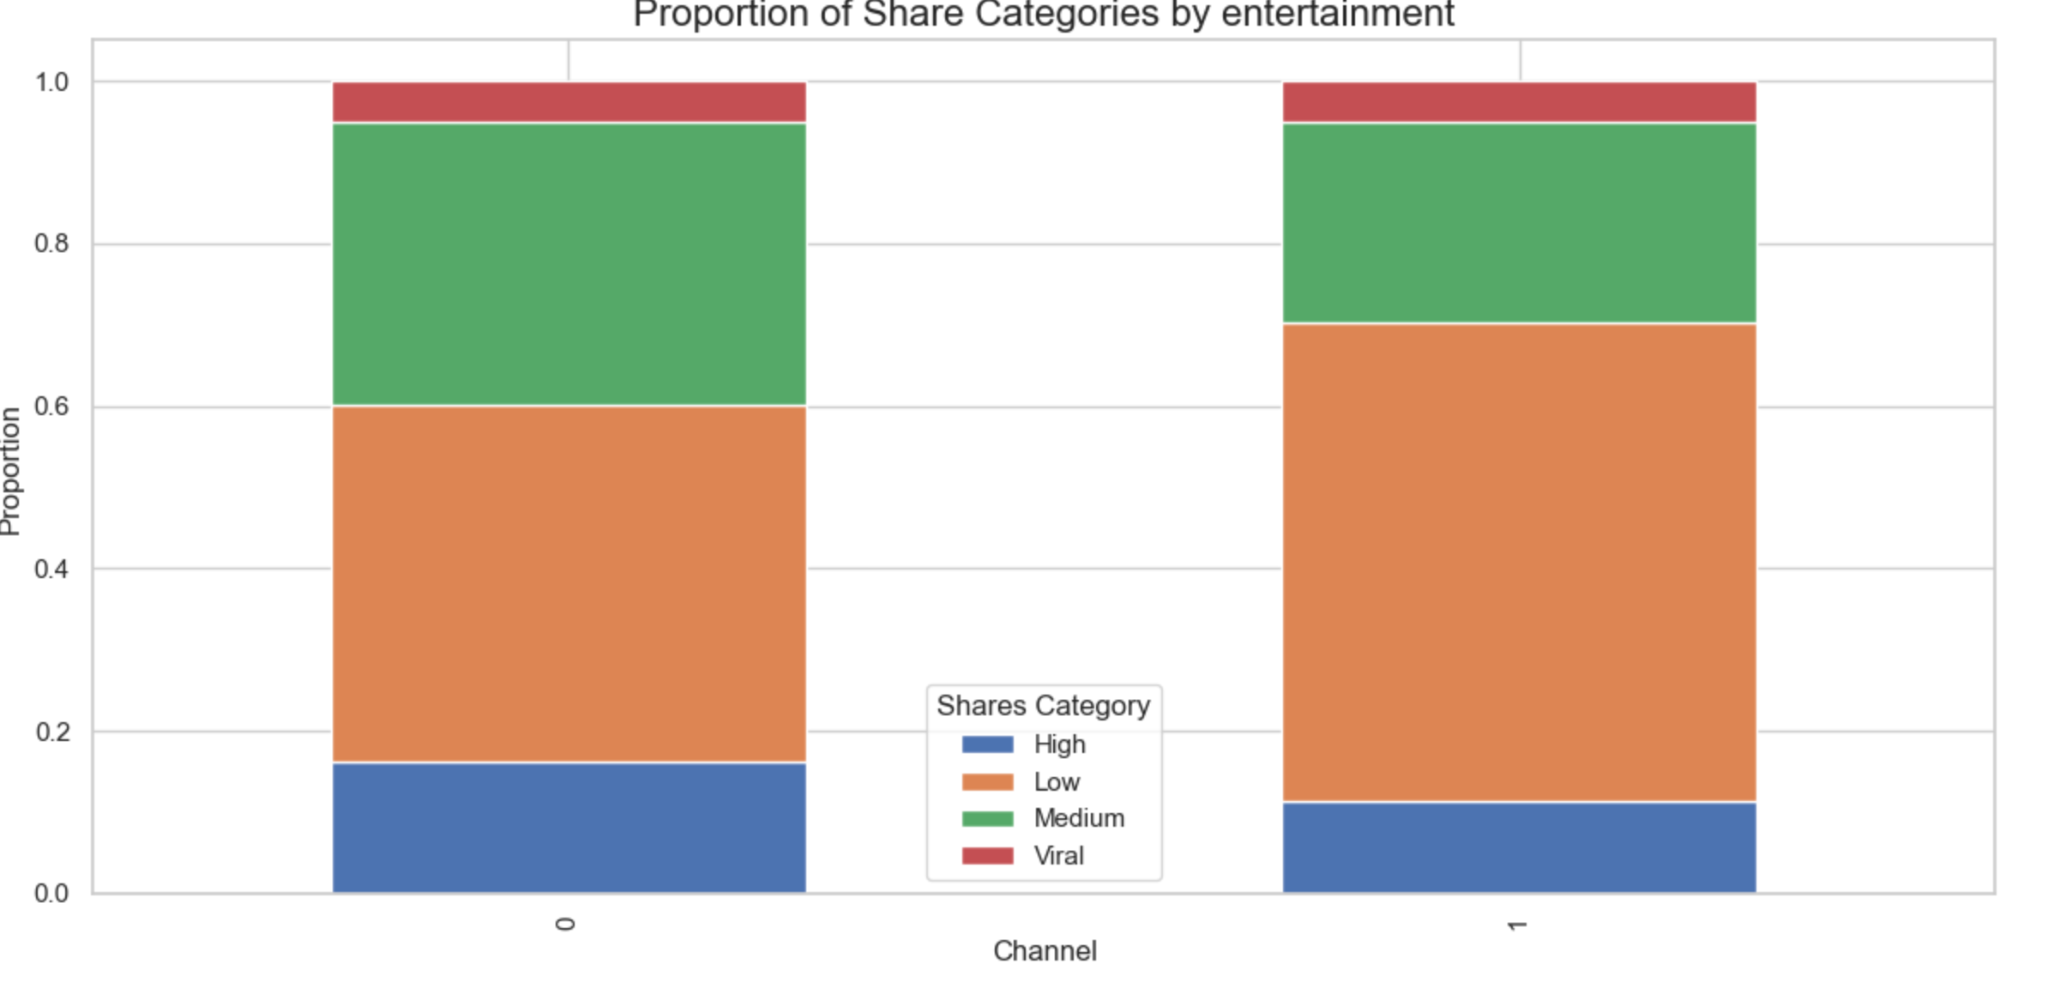 Proportion of Share Categories by entertainment
1.0
0.8
0.6
0.4
0.2
0.0
Proportion
Shares Category
High
Low
Medium
Viral
0
1
Channel